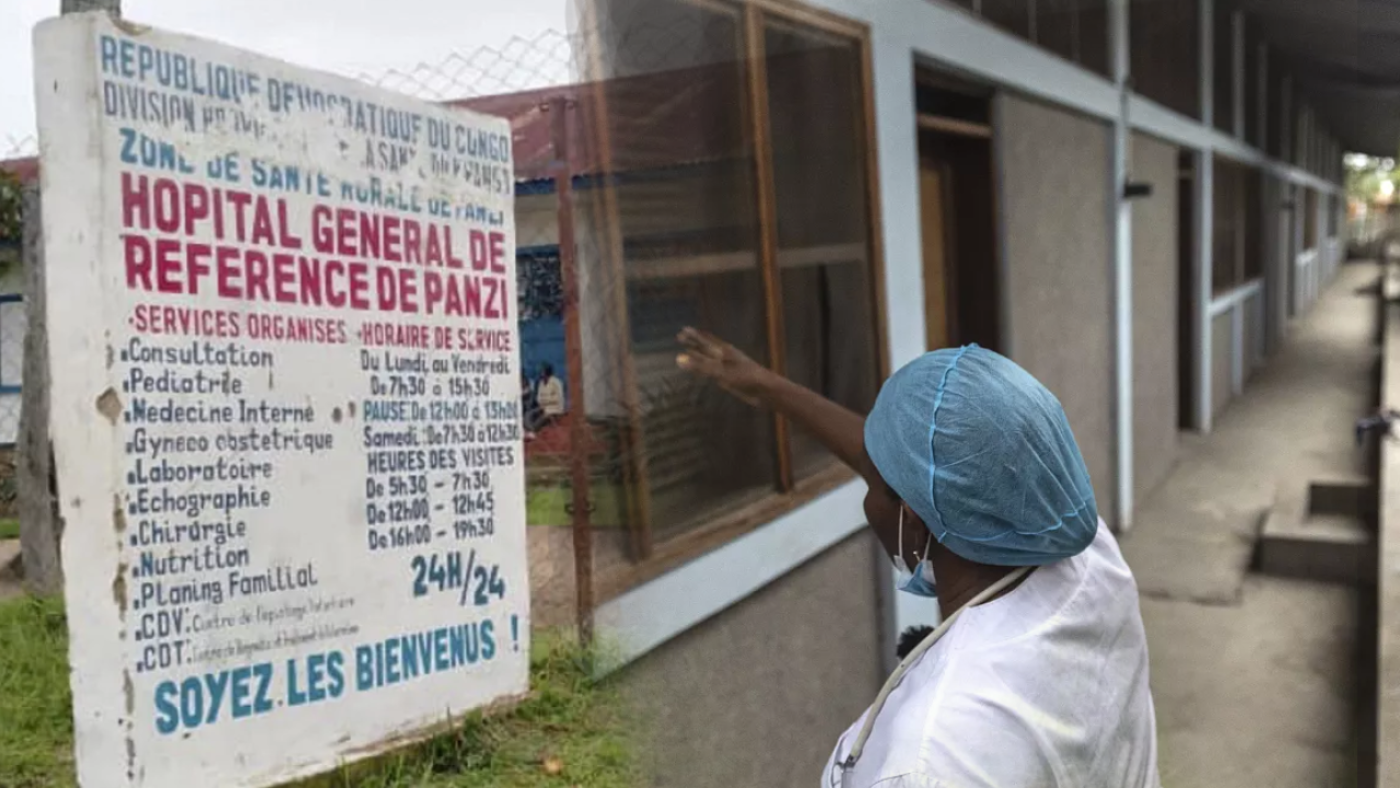 REPUBLIQUE DEMOCRATIQUE DU CONGO
DIVISION
ZONE DE SANTE RURALE DE PANZI
HOPITAL GENERAL DE
REFERENCE DE PANZI
·SERVICES ORGANISES
.Consultation
.Pediatrie
.Medecine Interne
.Gyneco obstetrique
.Laboratoire
.Echographie
.Chirurgie
.Nutrition
.Planing Familial
.CDV:
.CDT:
·HORAIRE DE SERVICE
Du Lundi au Vendredi
De 7h30 à 15h30
PAUSE: De 12h00 à 13h00
Samedi: De 7h30 à 12h30
HEURES DES VISITES
De 5h30 - 7h30
De 12h00 - 12h45
De 16h00 - 19h30
24H/24
SOYEZ LES BIENVENUS !